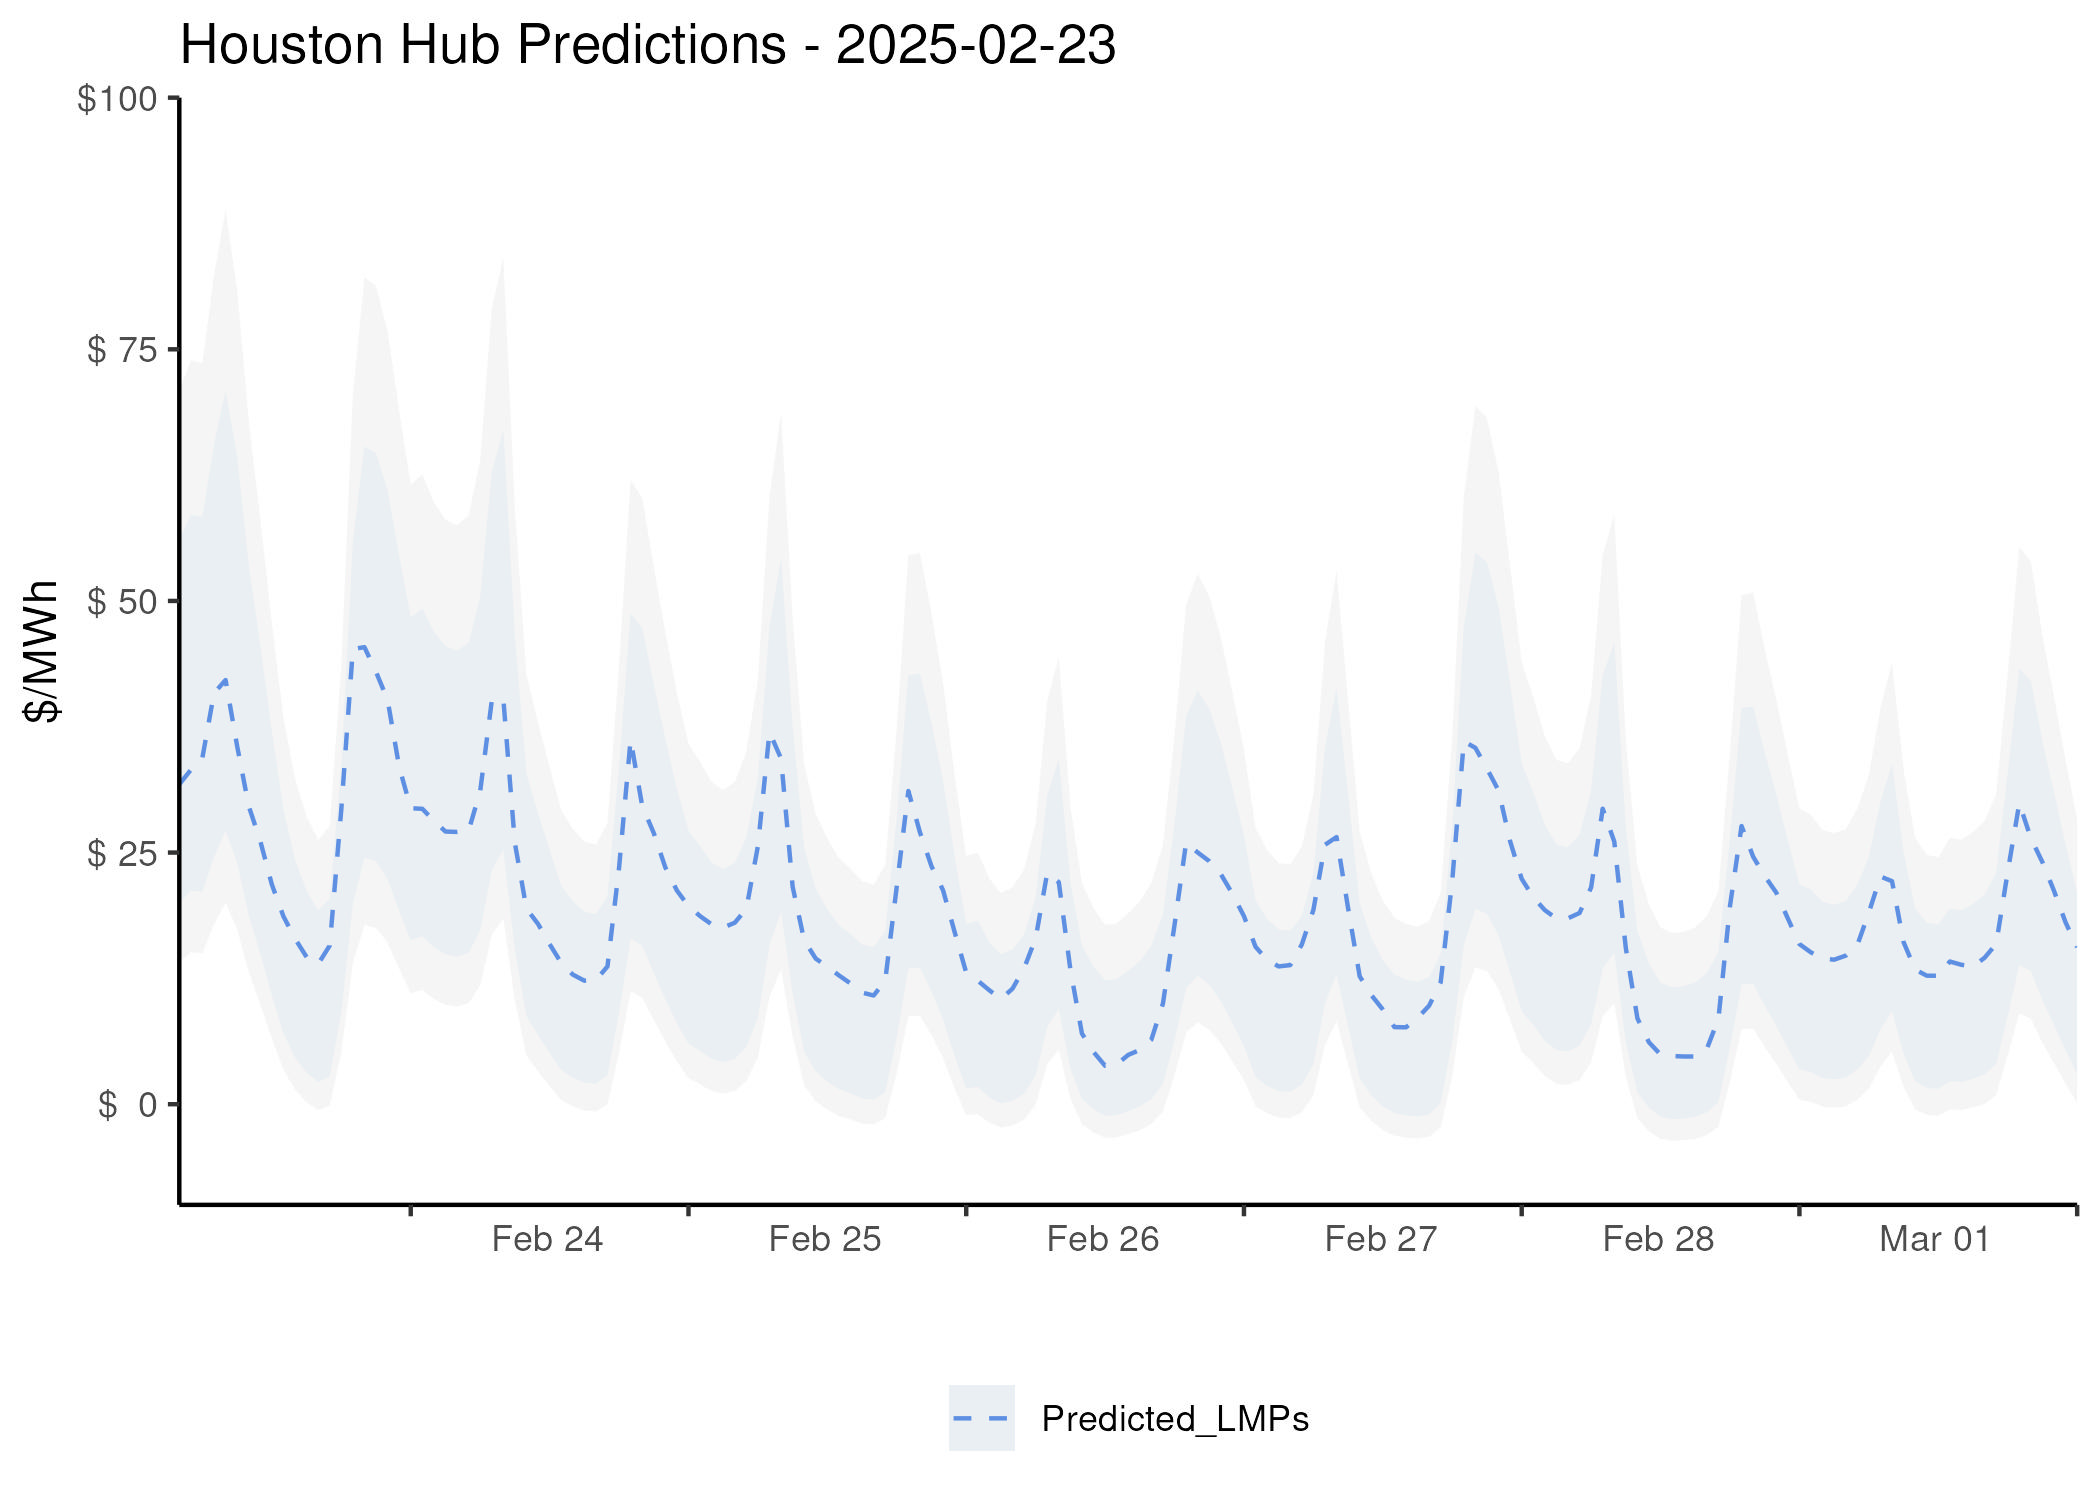 Houston Hub Predictions - 2025-02-23
$100
$ 75
$ 50
$ 25
$  0
$/MWh
Feb 24 Feb 25 Feb 26 Feb 27 Feb 28 Mar 01
Predicted_LMPs